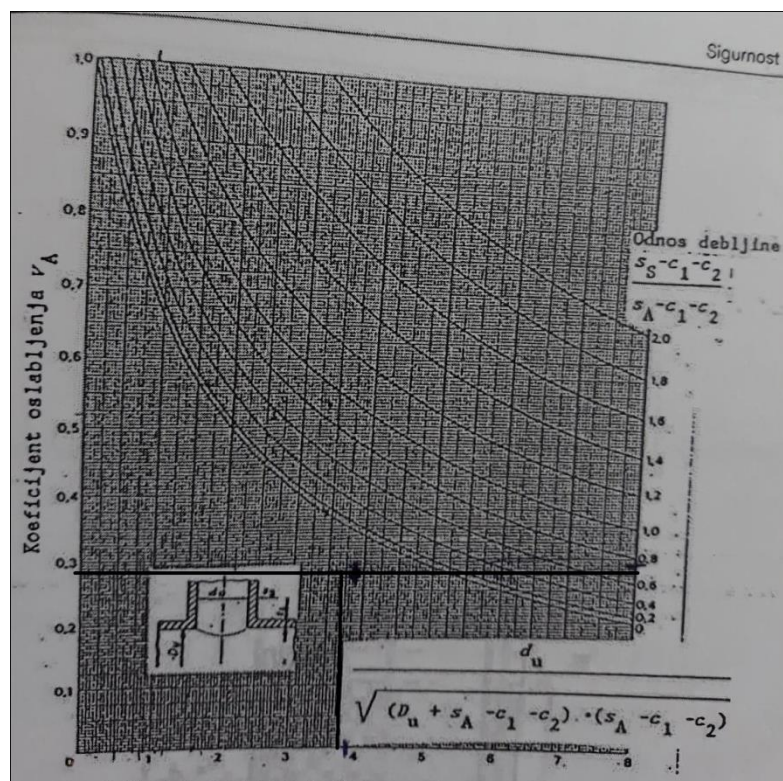 Sigurnost
1,0
0,9
0,8
0,7
0,6
0,5
0,4
0,3
0,2
0,1
0
Koeficijent oslabljenja v_A
Odnos debljine
s_S -c_1 -c_2
s_A -c_1 -c_2
2,0
1,8
1,6
1,4
1,2
1,0
0,8
0,6
0,4
0,2
0
d_u
√(D_u + s_A -c_1 -c_2) · (s_A -c_1 -c_2)
1 2 3 4 5 6 7 8